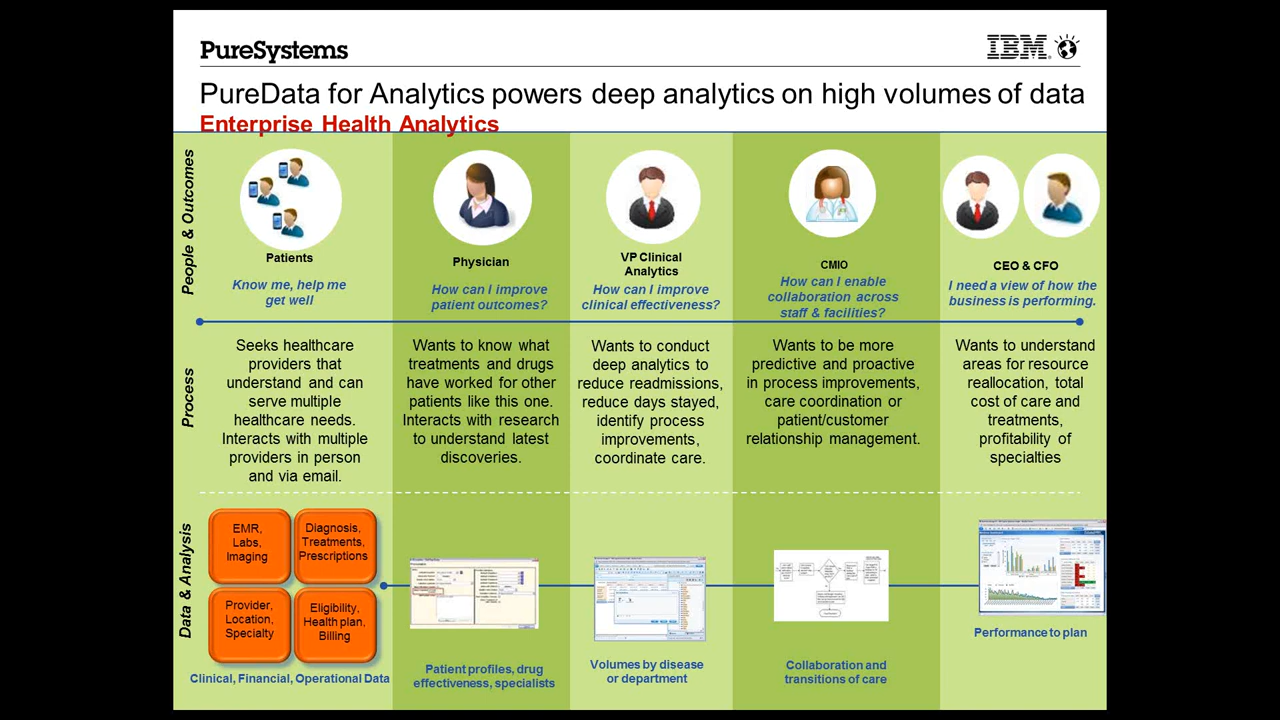 PureSystems
IBM.
PureData for Analytics powers deep analytics on high volumes of data
Enterprise Health Analytics
People & Outcomes
Patients
Know me, help me
get well
Physician
How can I improve
patient outcomes?
VP Clinical
Analytics
How can I improve
clinical effectiveness?
CMIO
How can I enable
collaboration across
staff & facilities?
CEO & CFO
I need a view of how the
business is performing.
Process
Seeks healthcare
providers that
understand and can
serve multiple
healthcare needs.
Interacts with multiple
providers in person
and via email.
Wants to know what
treatments and drugs
have worked for other
patients like this one.
Interacts with research
to understand latest
discoveries.
Wants to conduct
deep analytics to
reduce readmissions,
reduce days stayed,
identify process
improvements,
coordinate care.
Wants to be more
predictive and proactive
in process improvements,
care coordination or
patient/customer
relationship management.
Wants to understand
areas for resource
reallocation, total
cost of care and
treatments,
profitability of
specialties
Data & Analysis
EMR,
Labs,
Imaging
Diagnosis,
Treatments,
Prescriptions
Provider,
Location,
Specialty
Eligibility,
Health plan,
Billing
Clinical, Financial, Operational Data
Patient profiles, drug
effectiveness, specialists
Volumes by disease
or department
Collaboration and
transitions of care
Performance to plan